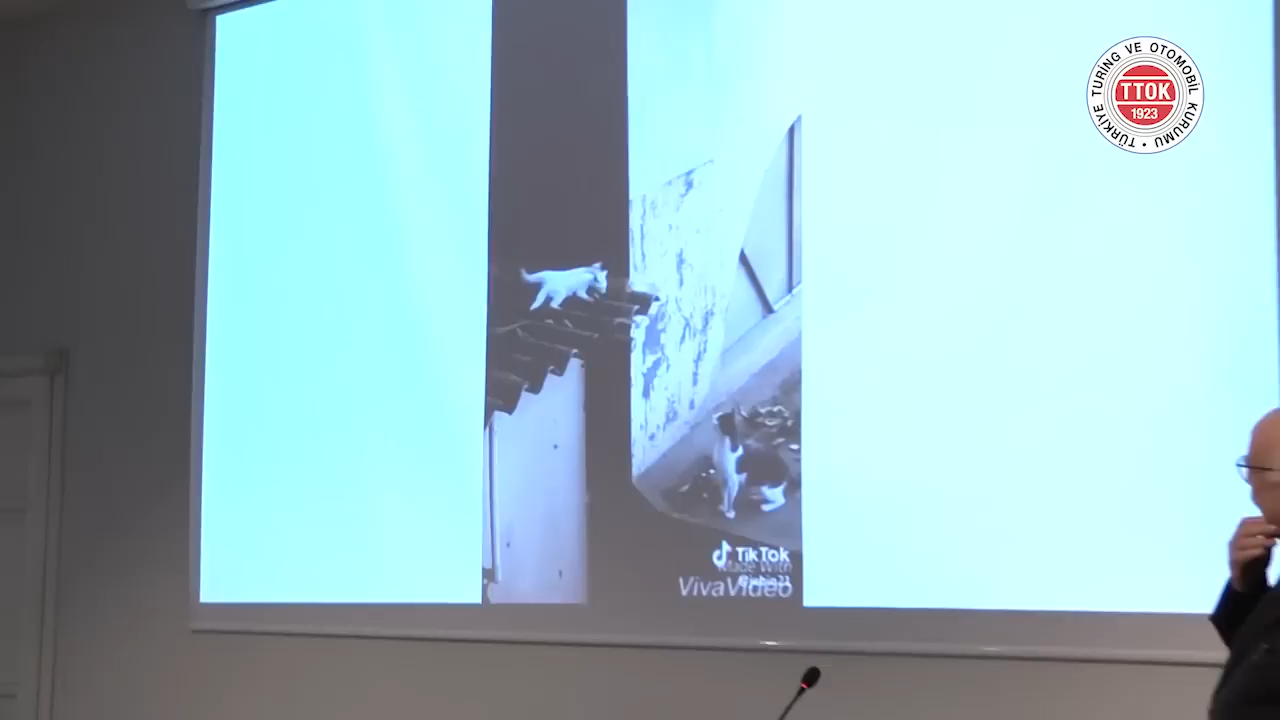 TÜRKİYE TURİNG VE OTOMOBİL KURUMU
TTOK
1923
TikTok
Made With
VivaVideo